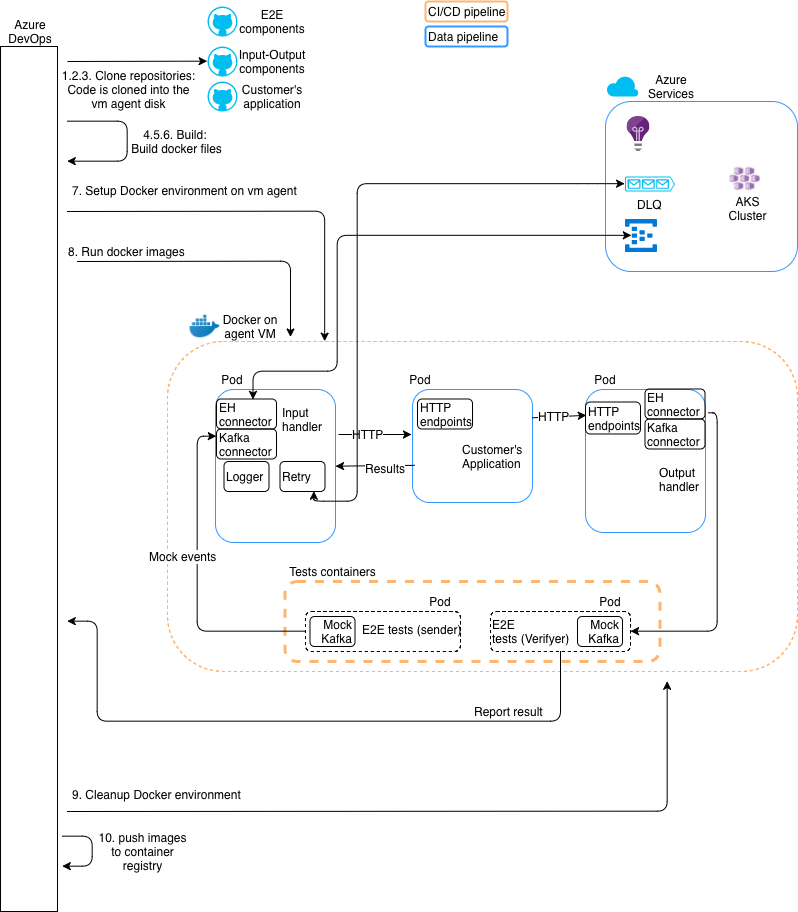 E2E
components
CI/CD pipeline
Data pipeline
Azure
DevOps
Input-Output
components
1.2.3. Clone repositories:
Code is cloned into the
vm agent disk
Customer's
application
Azure
Services
4.5.6. Build:
Build docker files
7. Setup Docker environment on vm agent
DLQ
AKS
Cluster
8. Run docker images
Docker on
agent VM
Pod
EH
connector
Kafka
connector
Input
handler
Logger
Retry
HTTP
Results
Pod
HTTP
endpoints
Customer's
Application
HTTP
Pod
HTTP
endpoints
EH
connector
Kafka
connector
Output
handler
Mock events
Tests containers
Pod
Mock
Kafka
E2E tests (sender)
Pod
E2E
tests (Verifyer)
Mock
Kafka
Report result
9. Cleanup Docker environment
10. push images
to container
registry